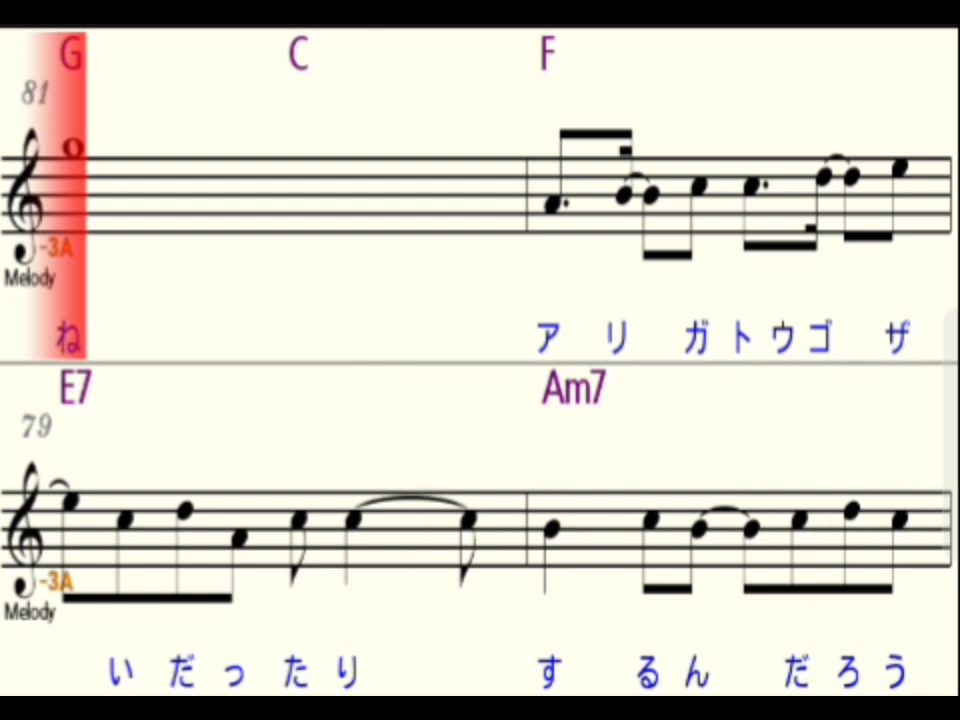 G C F
81
-3A
Melody
ね ア リ ガ ト ウ ゴ ザ
E7 Am7
79
-3A
Melody
い だ っ た り す る ん だ ろ う